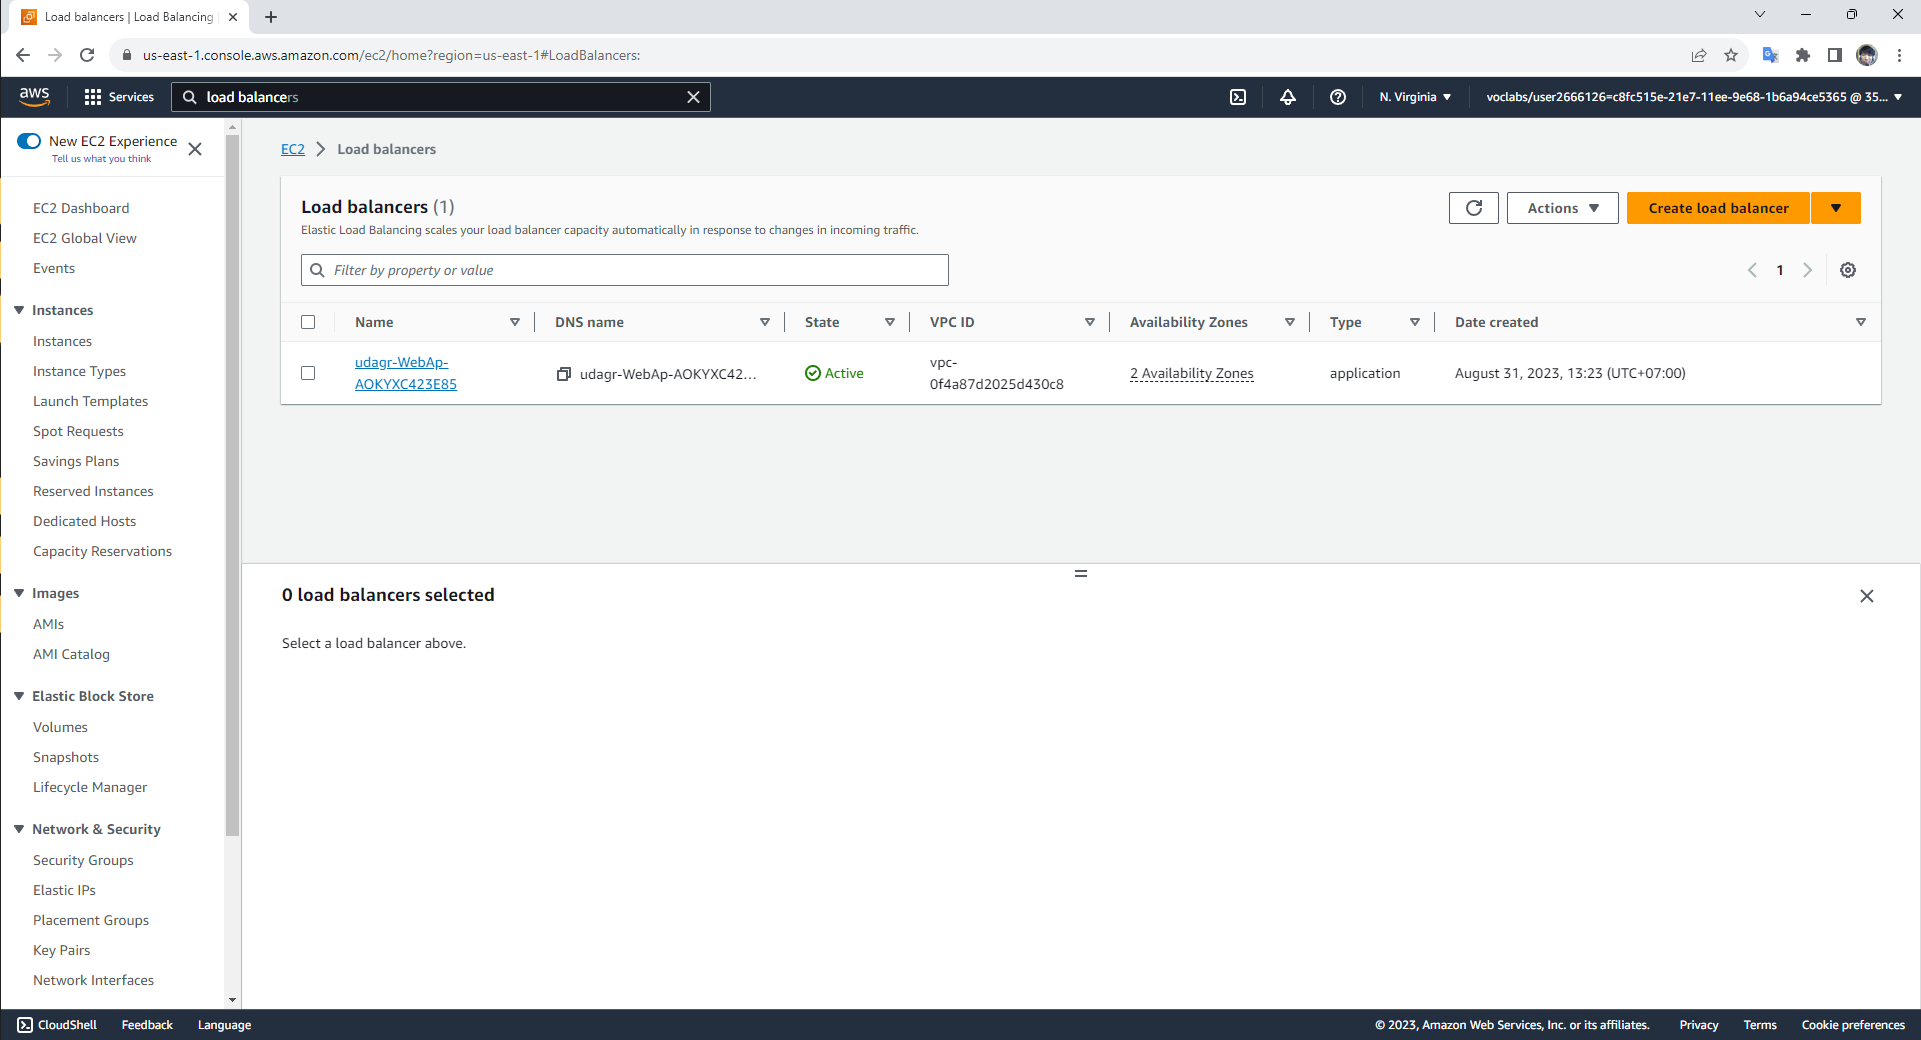 Load balancers | Load Balancing
us-east-1.console.aws.amazon.com/ec2/home?region=us-east-1#LoadBalancers:
aws
Services
load balancers
N. Virginia
voclabs/user2666126=c8fc515e-21e7-11ee-9e68-1b6a94ce5365 @ 35...
New EC2 Experience
Tell us what you think
EC2 Dashboard
EC2 Global View
Events
Instances
Instances
Instance Types
Launch Templates
Spot Requests
Savings Plans
Reserved Instances
Dedicated Hosts
Capacity Reservations
Images
AMIs
AMI Catalog
Elastic Block Store
Volumes
Snapshots
Lifecycle Manager
Network & Security
Security Groups
Elastic IPs
Placement Groups
Key Pairs
Network Interfaces
EC2 > Load balancers
Load balancers (1)
Elastic Load Balancing scales your load balancer capacity automatically in response to changes in incoming traffic.
Actions
Create load balancer
Filter by property or value
1
Name DNS name State VPC ID Availability Zones Type Date created
udagr-WebAp-
AOKYXC423E85
udagr-WebAp-AOKYXC42...
Active
vpc-
0f4a87d2025d430c8
2 Availability Zones
application
August 31, 2023, 13:23 (UTC+07:00)
0 load balancers selected
Select a load balancer above.
CloudShell Feedback Language
© 2023, Amazon Web Services, Inc. or its affiliates. Privacy Terms Cookie preferences